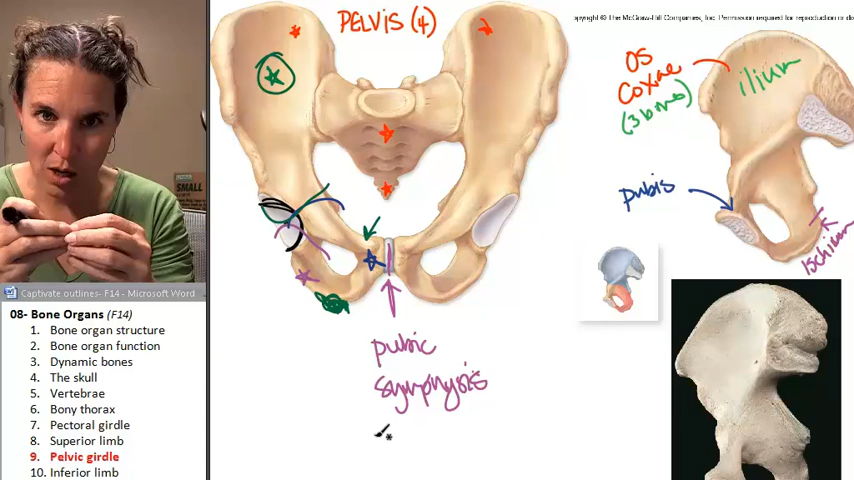 PELVIS (4)
opyright © The McGraw-Hill Companies, Inc. Permission required for reproduction or dis
OS
Coxae
(3 bones)
ilium
pubis
Ischium
pubic
symphysis
SMALL
Captivate outlines- F14 - Microsoft Word
08- Bone Organs (F14)
1. Bone organ structure
2. Bone organ function
3. Dynamic bones
4. The skull
5. Vertebrae
6. Bony thorax
7. Pectoral girdle
8. Superior limb
9. Pelvic girdle
10. Inferior limb